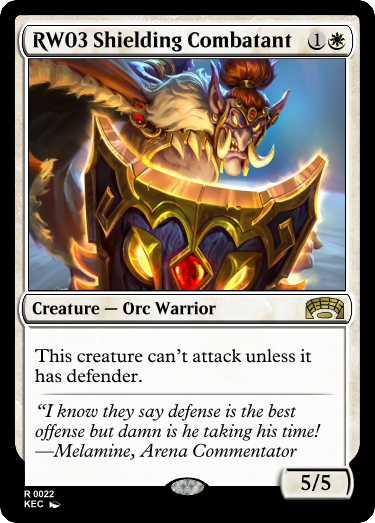 RW03 Shielding Combatant 1
Creature — Orc Warrior
This creature can't attack unless it
has defender.
“I know they say defense is the best
offense but damn is he taking his time!
—Melamine, Arena Commentator
5/5
R 0022
KEC